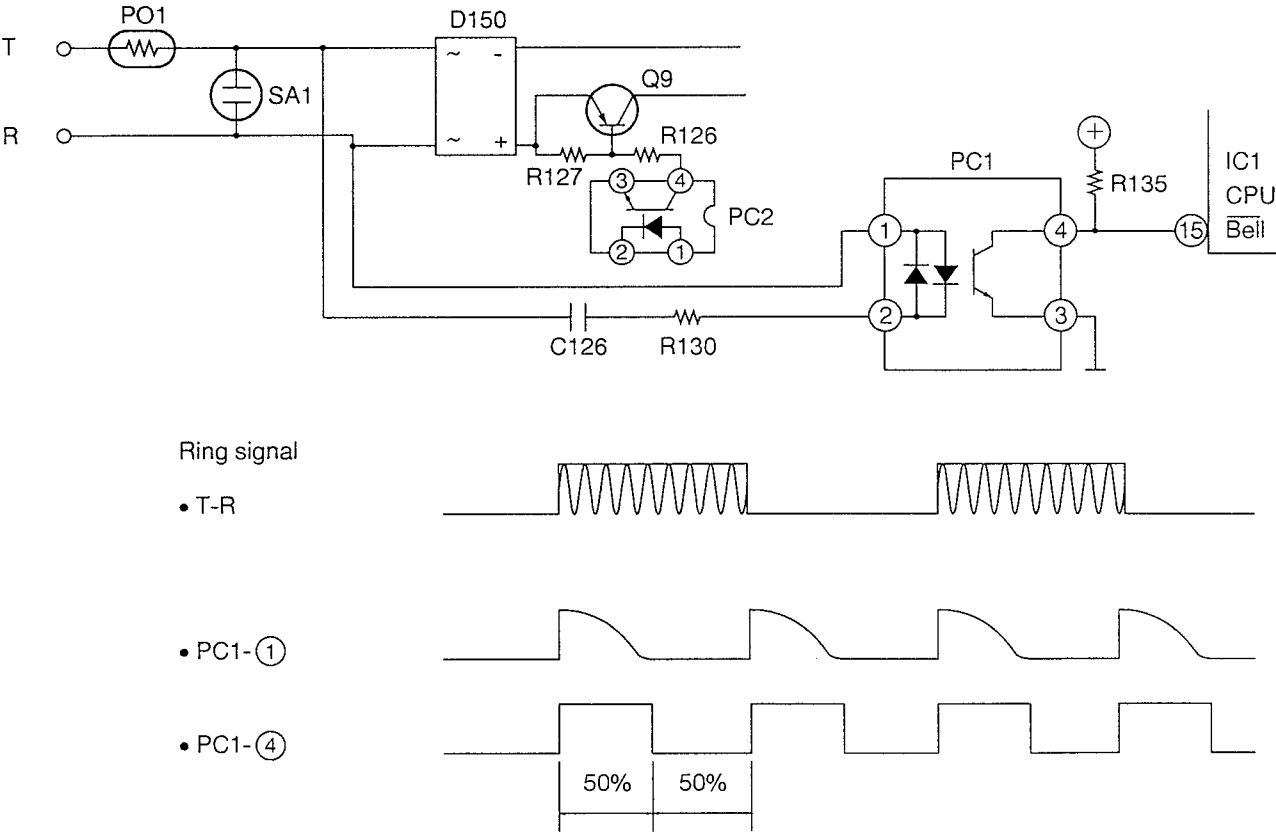 PO1
D150
T
~ -
Q9
SA1
R126
R
~ +
R127
PC1
+
R135
IC1
CPU
Bell
3 4
PC2
2 1
1
4
15
2
3
C126
R130
Ring signal
• T-R
• PC1-①
• PC1-④
50% 50%